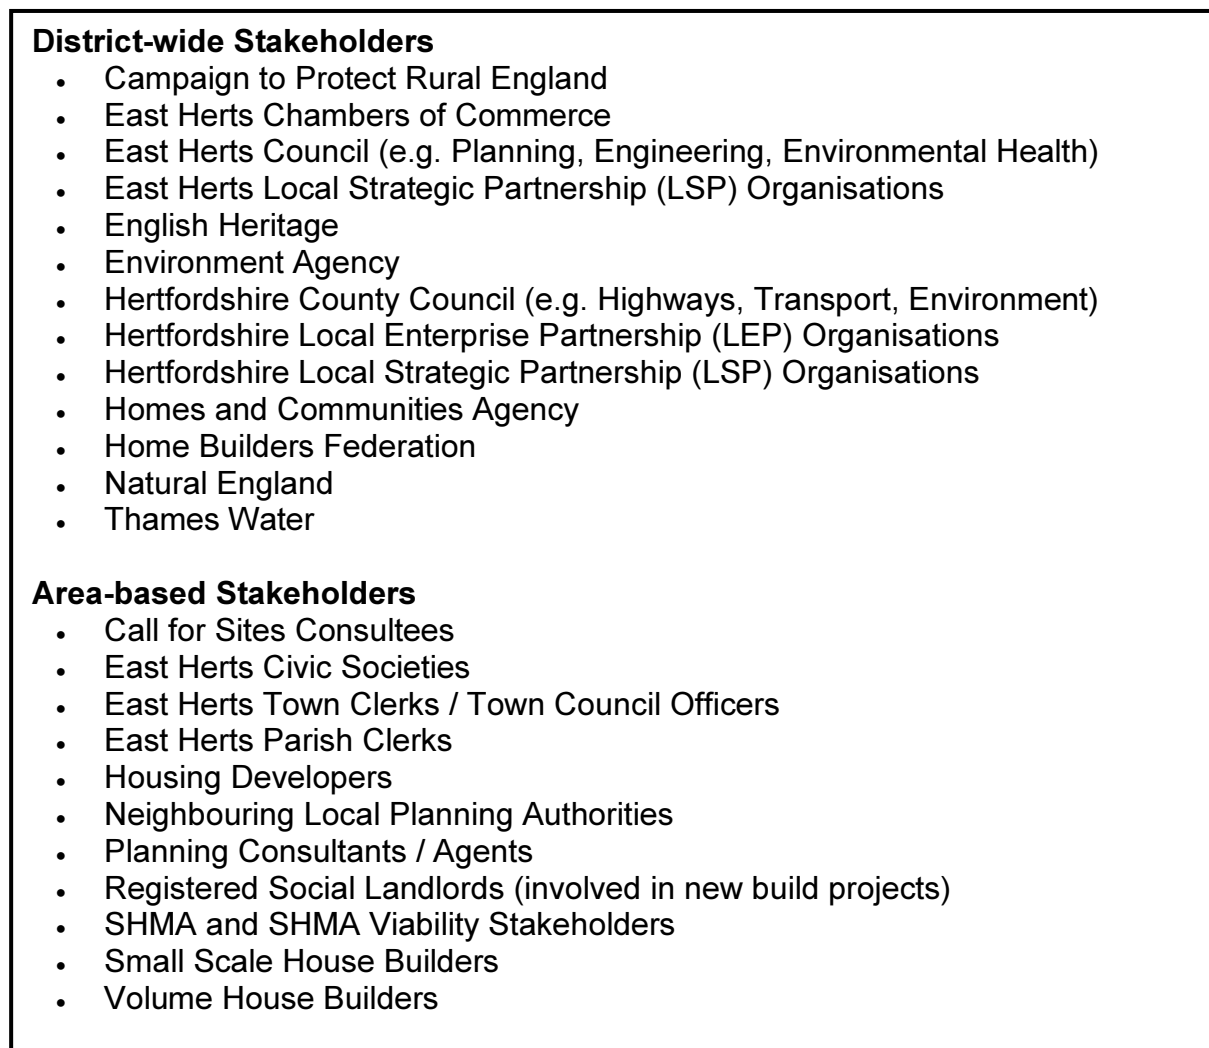 District-wide Stakeholders
• Campaign to Protect Rural England
• East Herts Chambers of Commerce
• East Herts Council (e.g. Planning, Engineering, Environmental Health)
• East Herts Local Strategic Partnership (LSP) Organisations
• English Heritage
• Environment Agency
• Hertfordshire County Council (e.g. Highways, Transport, Environment)
• Hertfordshire Local Enterprise Partnership (LEP) Organisations
• Hertfordshire Local Strategic Partnership (LSP) Organisations
• Homes and Communities Agency
• Home Builders Federation
• Natural England
• Thames Water
Area-based Stakeholders
• Call for Sites Consultees
• East Herts Civic Societies
• East Herts Town Clerks / Town Council Officers
• East Herts Parish Clerks
• Housing Developers
• Neighbouring Local Planning Authorities
• Planning Consultants / Agents
• Registered Social Landlords (involved in new build projects)
• SHMA and SHMA Viability Stakeholders
• Small Scale House Builders
• Volume House Builders